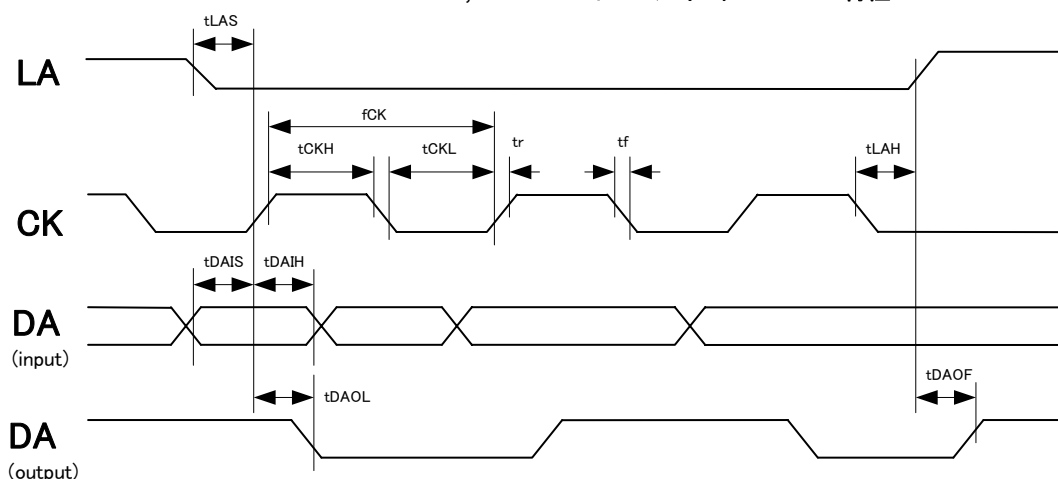 tLAS
LA
fCK
tCKH
tCKL
tr
tf
tLAH
CK
tDAIS
tDAIH
DA
(input)
tDAOL
tDAOF
DA
(output)